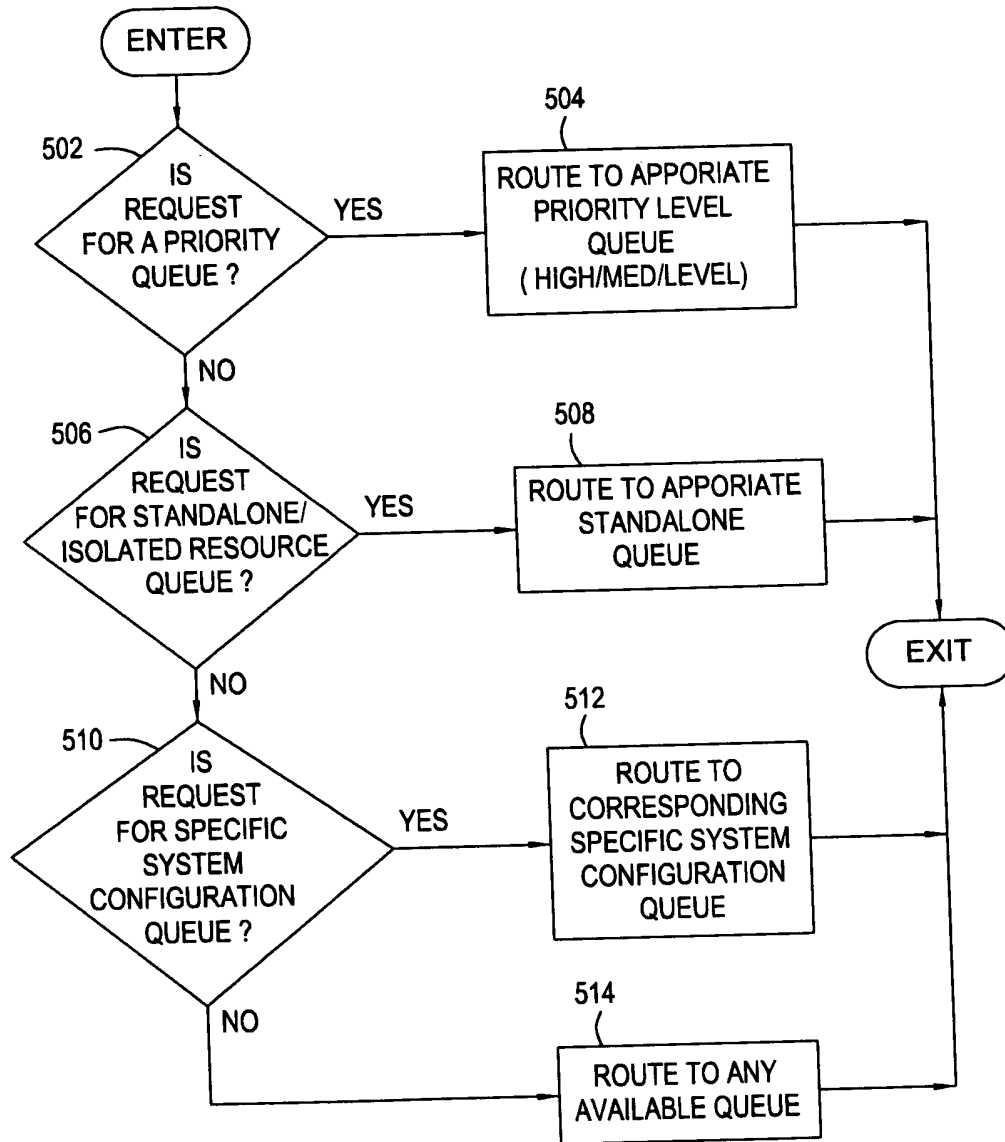 ENTER
502
IS
REQUEST
FOR A PRIORITY
QUEUE ?
YES
504
ROUTE TO APPORIATE
PRIORITY LEVEL
QUEUE
( HIGH/MED/LEVEL)
NO
506
IS
REQUEST
FOR STANDALONE/
ISOLATED RESOURCE
QUEUE ?
YES
508
ROUTE TO APPORIATE
STANDALONE
QUEUE
EXIT
NO
510
IS
REQUEST
FOR SPECIFIC
SYSTEM
CONFIGURATION
QUEUE ?
YES
512
ROUTE TO
CORRESPONDING
SPECIFIC SYSTEM
CONFIGURATION
QUEUE
NO
514
ROUTE TO ANY
AVAILABLE QUEUE